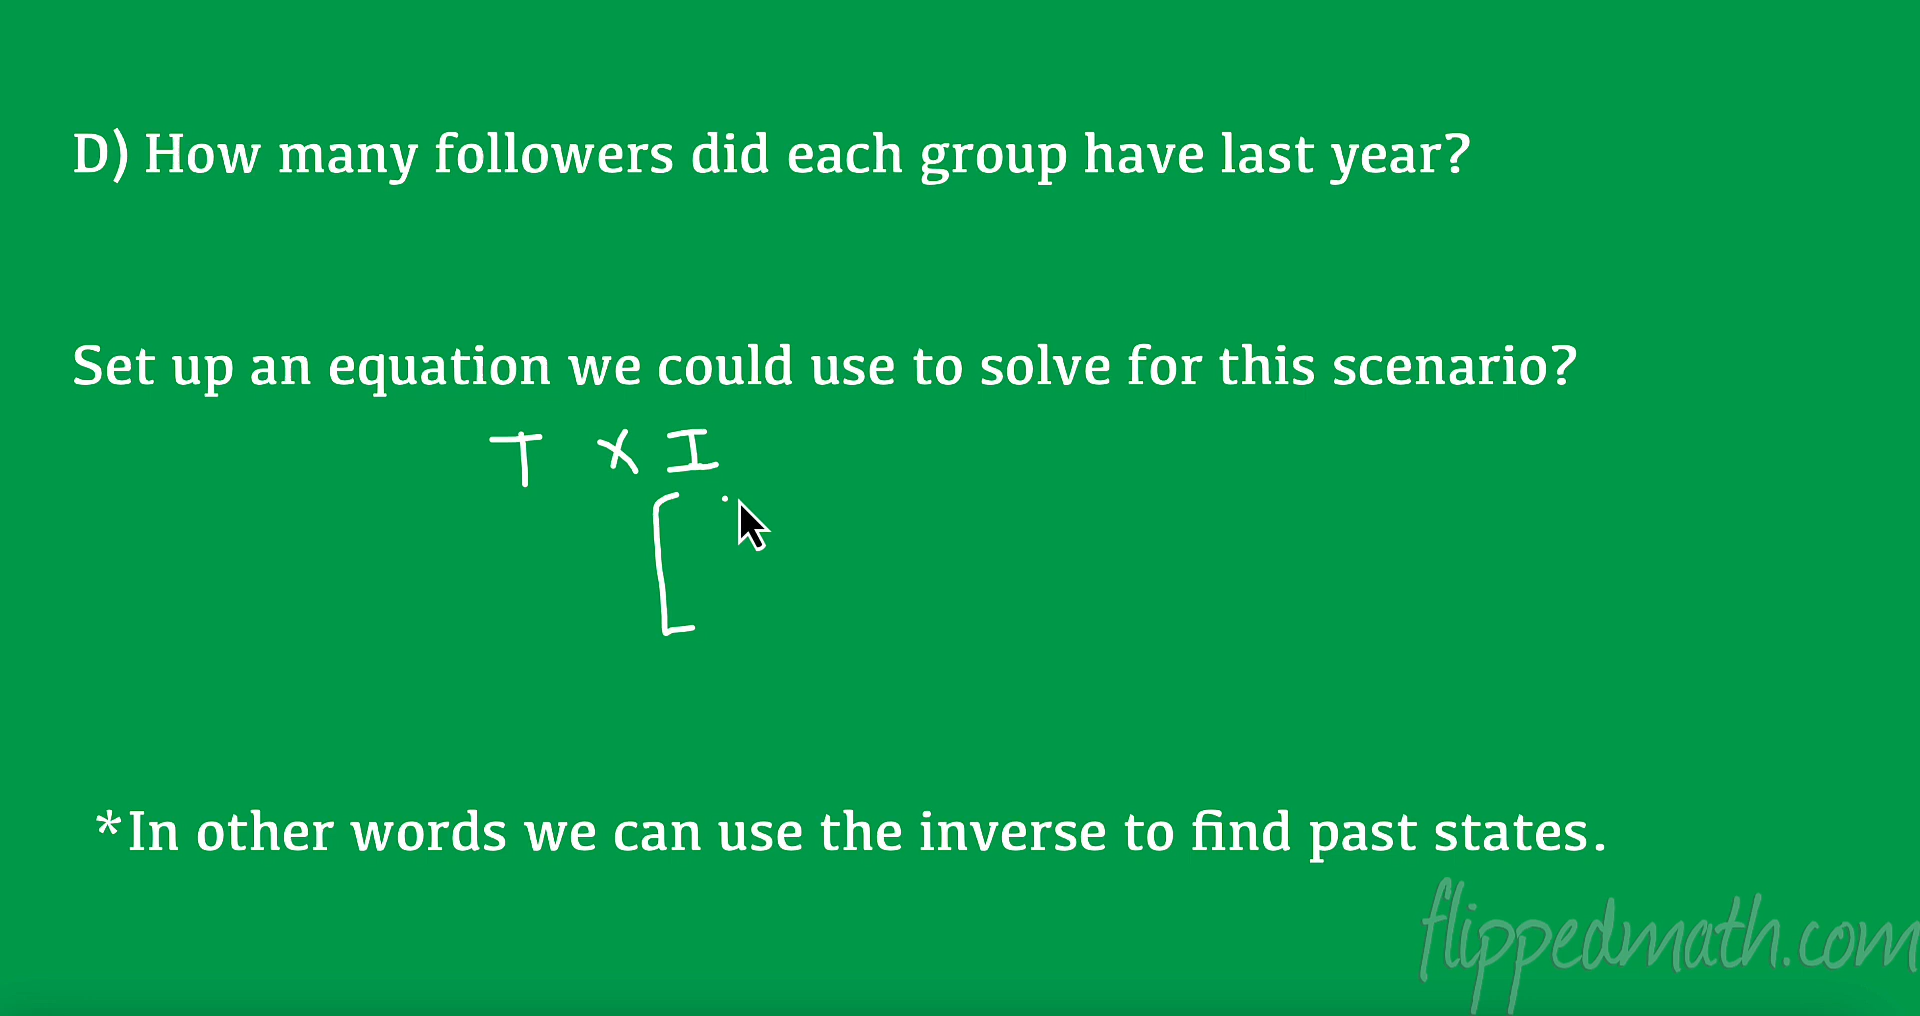 D) How many followers did each group have last year?
Set up an equation we could use to solve for this scenario?
T x I
[
*In other words we can use the inverse to find past states.
flippedmath.com